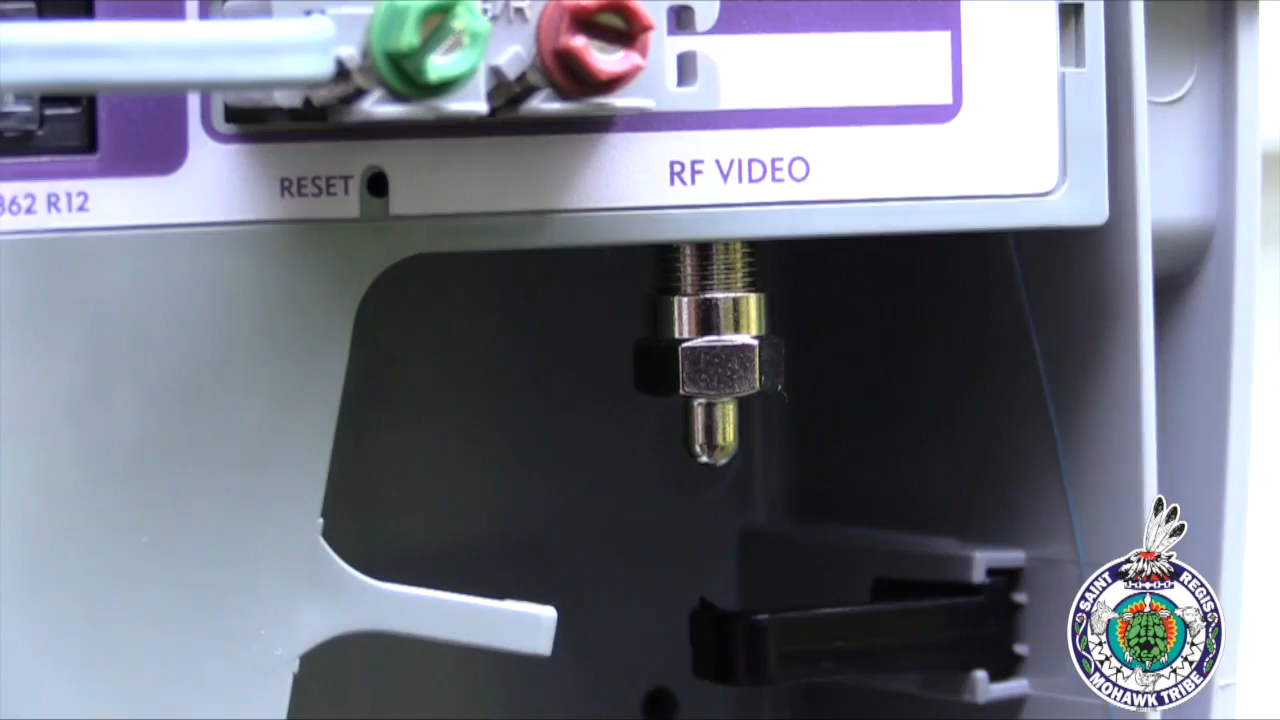 RESET
RF VIDEO
862 R12
SAINT REGIS
MOHAWK TRIBE